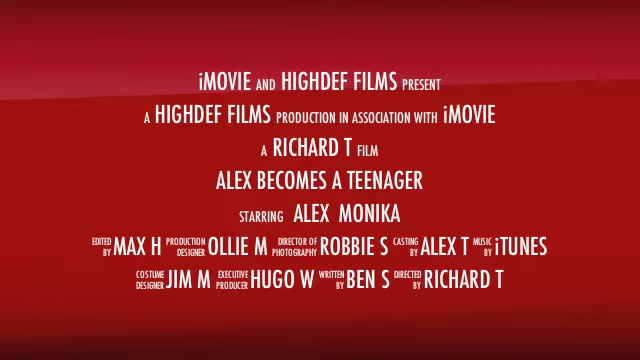 iMOVIE AND HIGHDEF FILMS PRESENT
A HIGHDEF FILMS PRODUCTION IN ASSOCIATION WITH iMOVIE
A RICHARD T FILM
ALEX BECOMES A TEENAGER
STARRING ALEX MONIKA
EDITED BY MAX H PRODUCTION DESIGNER OLLIE M DIRECTOR OF PHOTOGRAPHY ROBBIE S CASTING BY ALEX T MUSIC BY iTUNES
COSTUME DESIGNER JIM M EXECUTIVE PRODUCER HUGO W WRITTEN BY BEN S DIRECTED BY RICHARD T